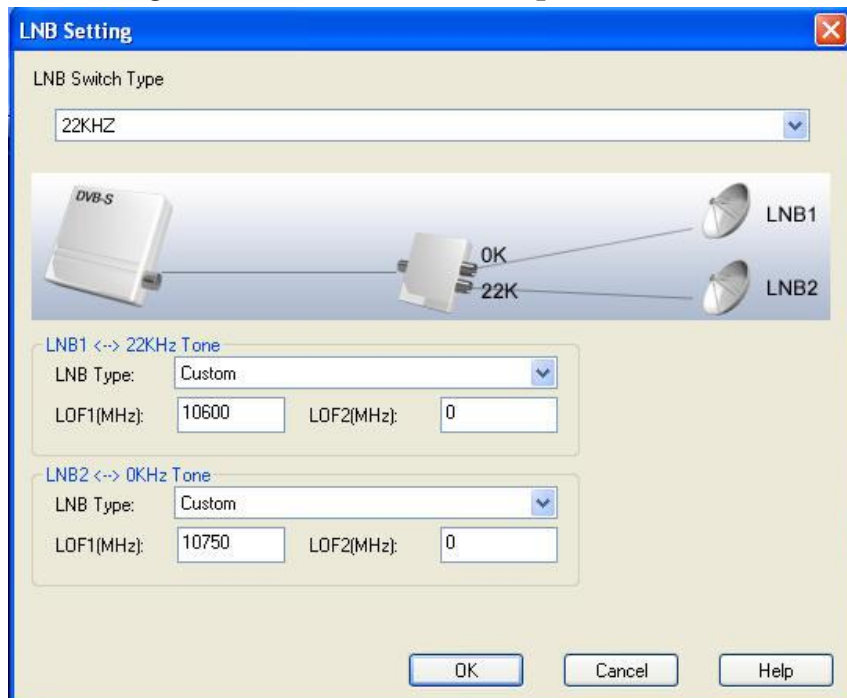 LNB Setting
LNB Switch Type
22KHZ
DVB-S
LNB1
0K
22K
LNB2
LNB1 <--> 22KHz Tone
LNB Type: Custom
LOF1(MHz): 10600 LOF2(MHz): 0
LNB2 <--> 0KHz Tone
LNB Type: Custom
LOF1(MHz): 10750 LOF2(MHz): 0
OK Cancel Help